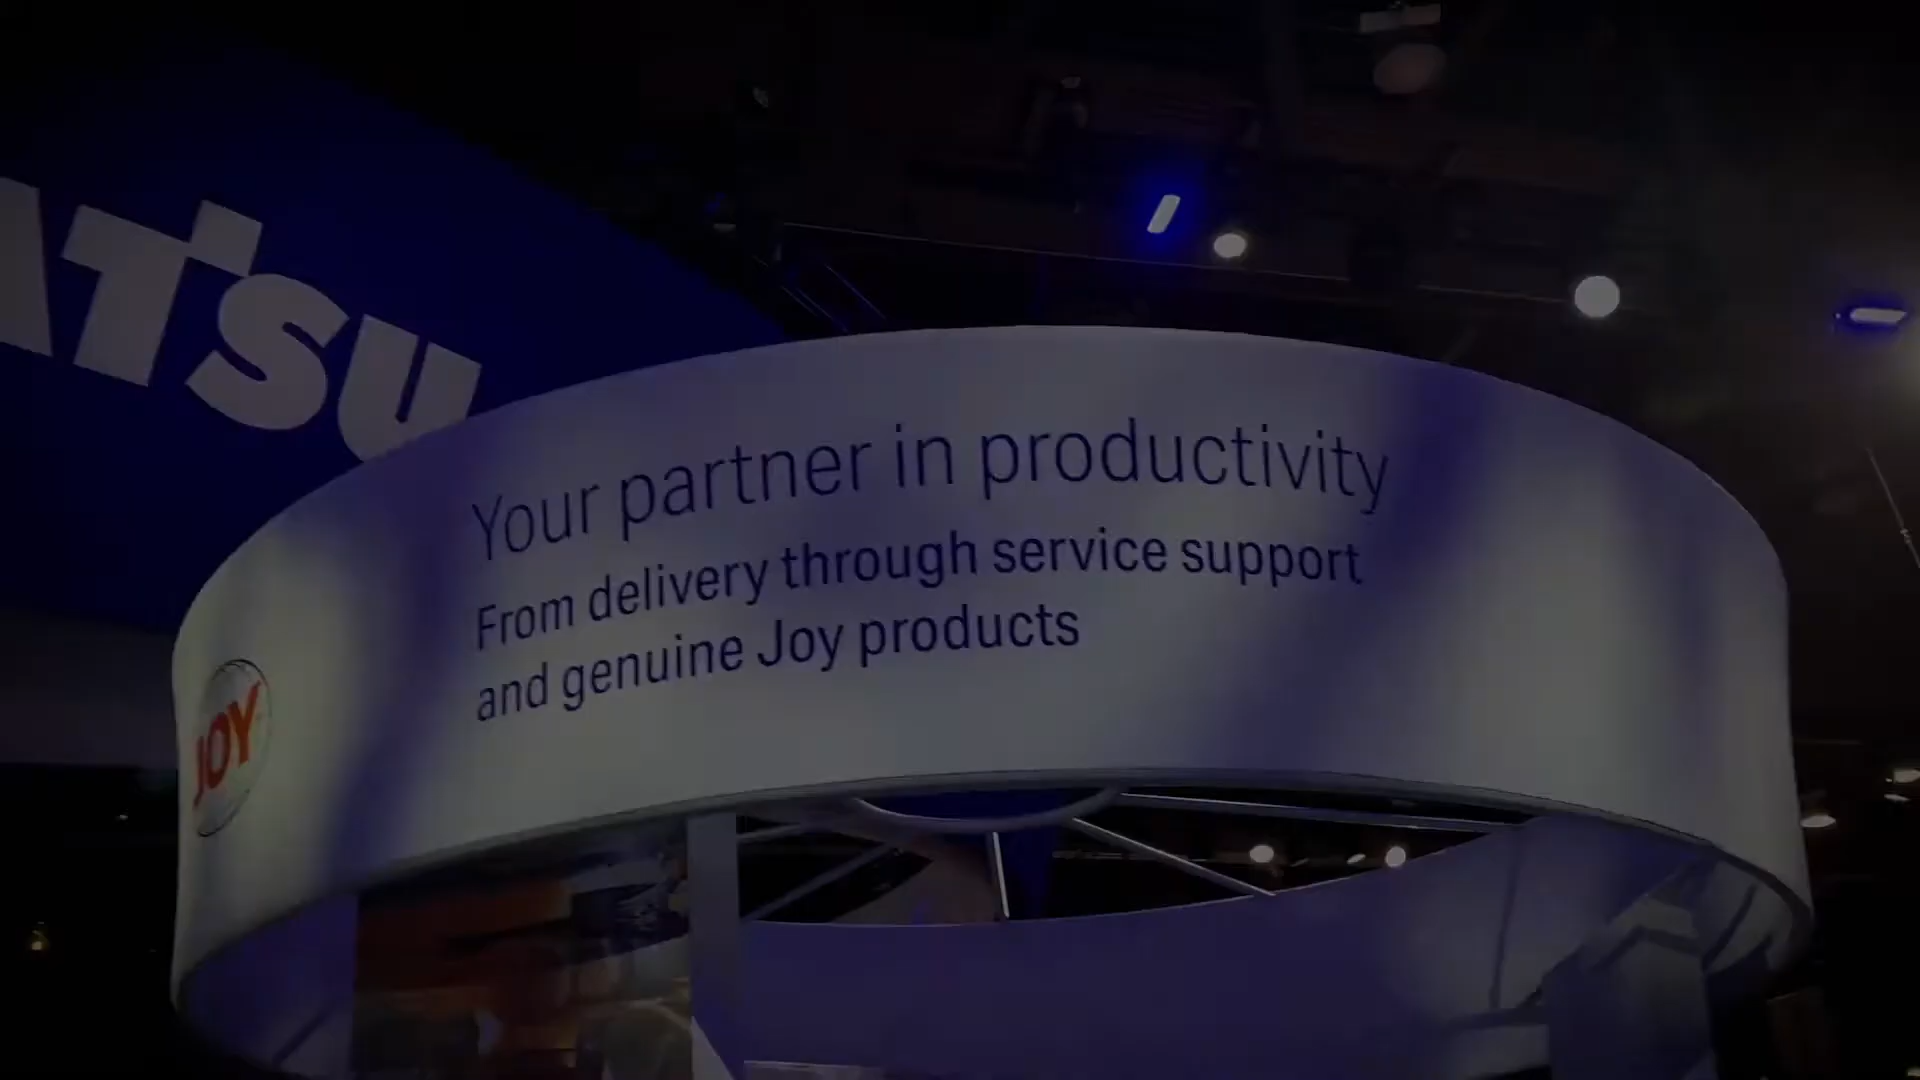 ATSU
Your partner in productivity
From delivery through service support
and genuine Joy products
JOY